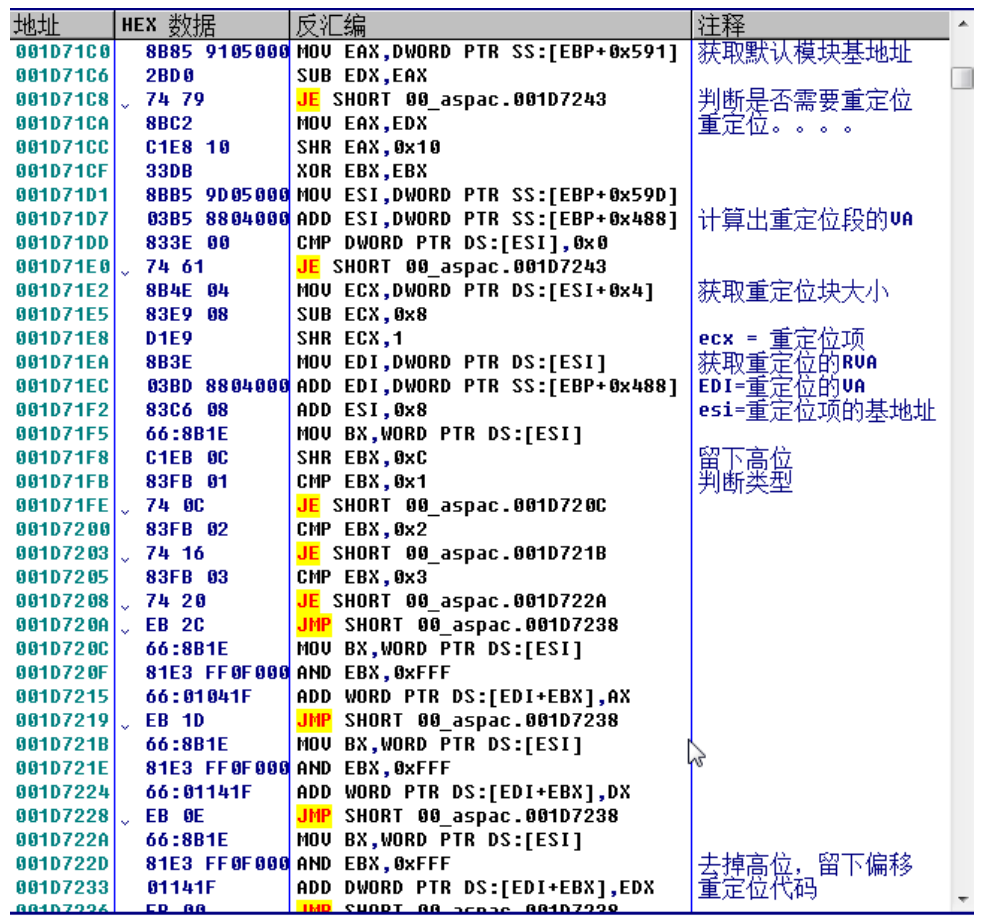 地址 HEX 数据 反汇编 注释
001D71C0 8B85 9105000 MOV EAX,DWORD PTR SS:[EBP+0x591] 获取默认模块基地址
001D71C6 2BD0 SUB EDX,EAX
001D71C8 74 79 JE SHORT 00_aspac.001D7243 判断是否需要重定位
001D71CA 8BC2 MOV EAX,EDX 重定位。。。。
001D71CC C1E8 10 SHR EAX,0x10
001D71CF 33DB XOR EBX,EBX
001D71D1 8BB5 9D05000 MOV ESI,DWORD PTR SS:[EBP+0x59D]
001D71D7 03B5 8804000 ADD ESI,DWORD PTR SS:[EBP+0x488] 计算出重定位段的VA
001D71DD 833E 00 CMP DWORD PTR DS:[ESI],0x0
001D71E0 74 61 JE SHORT 00_aspac.001D7243
001D71E2 8B4E 04 MOV ECX,DWORD PTR DS:[ESI+0x4] 获取重定位块大小
001D71E5 83E9 08 SUB ECX,0x8
001D71E8 D1E9 SHR ECX,1 ecx = 重定位项
001D71EA 8B3E MOV EDI,DWORD PTR DS:[ESI] 获取重定位的RVA
001D71EC 03BD 8804000 ADD EDI,DWORD PTR SS:[EBP+0x488] EDI=重定位的VA
001D71F2 83C6 08 ADD ESI,0x8 esi=重定位项的基地址
001D71F5 66:8B1E MOV BX,WORD PTR DS:[ESI]
001D71F8 C1EB 0C SHR EBX,0xC 留下高位
001D71FB 83FB 01 CMP EBX,0x1 判断类型
001D71FE 74 0C JE SHORT 00_aspac.001D720C
001D7200 83FB 02 CMP EBX,0x2
001D7203 74 16 JE SHORT 00_aspac.001D721B
001D7205 83FB 03 CMP EBX,0x3
001D7208 74 20 JE SHORT 00_aspac.001D722A
001D720A EB 2C JMP SHORT 00_aspac.001D7238
001D720C 66:8B1E MOV BX,WORD PTR DS:[ESI]
001D720F 81E3 FF0F000 AND EBX,0xFFF
001D7215 66:01041F ADD WORD PTR DS:[EDI+EBX],AX
001D7219 EB 1D JMP SHORT 00_aspac.001D7238
001D721B 66:8B1E MOV BX,WORD PTR DS:[ESI]
001D721E 81E3 FF0F000 AND EBX,0xFFF
001D7224 66:01141F ADD WORD PTR DS:[EDI+EBX],DX
001D7228 EB 0E JMP SHORT 00_aspac.001D7238
001D722A 66:8B1E MOV BX,WORD PTR DS:[ESI]
001D722D 81E3 FF0F000 AND EBX,0xFFF 去掉高位，留下偏移
001D7233 01141F ADD DWORD PTR DS:[EDI+EBX],EDX 重定位代码
001D7236 EB 00 JMP SHORT 00_aspac.001D7238